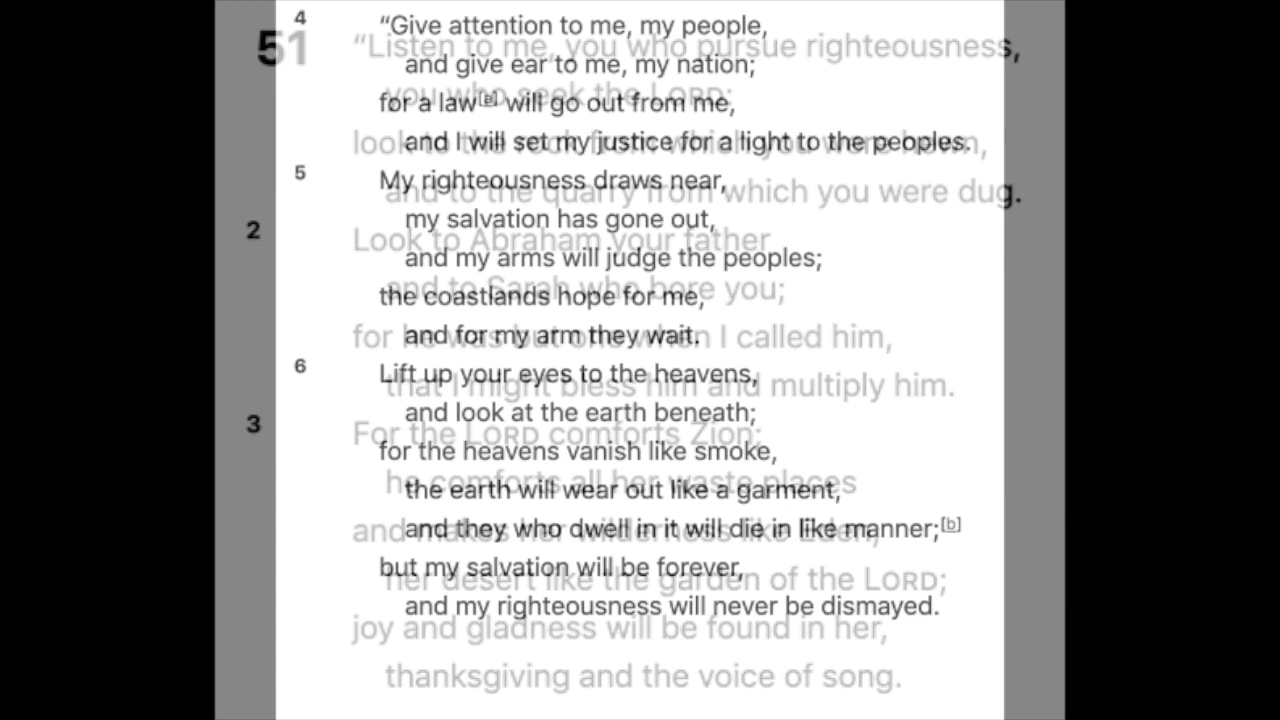 51 “Listen to me, you who pursue righteousness,
you who seek the LORD;
look to the rock from which you were hewn,
and to the quarry from which you were dug.
2 Look to Abraham your father
and to Sarah who bore you;
for he was but one when I called him,
that I might bless him and multiply him.
3 For the LORD comforts Zion;
he comforts all her waste places
and makes her wilderness like Eden,
her desert like the garden of the LORD;
joy and gladness will be found in her,
thanksgiving and the voice of song.
4 “Give attention to me, my people,
and give ear to me, my nation;
for a law[a] will go out from me,
and I will set my justice for a light to the peoples.
5 My righteousness draws near,
my salvation has gone out,
and my arms will judge the peoples;
the coastlands hope for me,
and for my arm they wait.
6 Lift up your eyes to the heavens,
and look at the earth beneath;
for the heavens vanish like smoke,
the earth will wear out like a garment,
and they who dwell in it will die in like manner;[b]
but my salvation will be forever,
and my righteousness will never be dismayed.